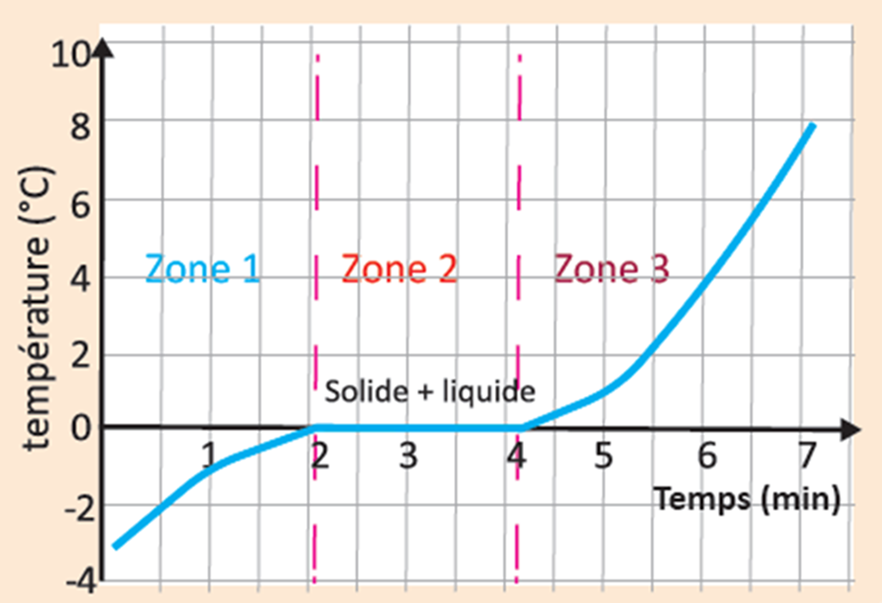 température (°C)
10
8
6
4
2
0
-2
-4
Zone 1
Zone 2
Zone 3
Solide + liquide
1 2 3 4 5 6 7
Temps (min)